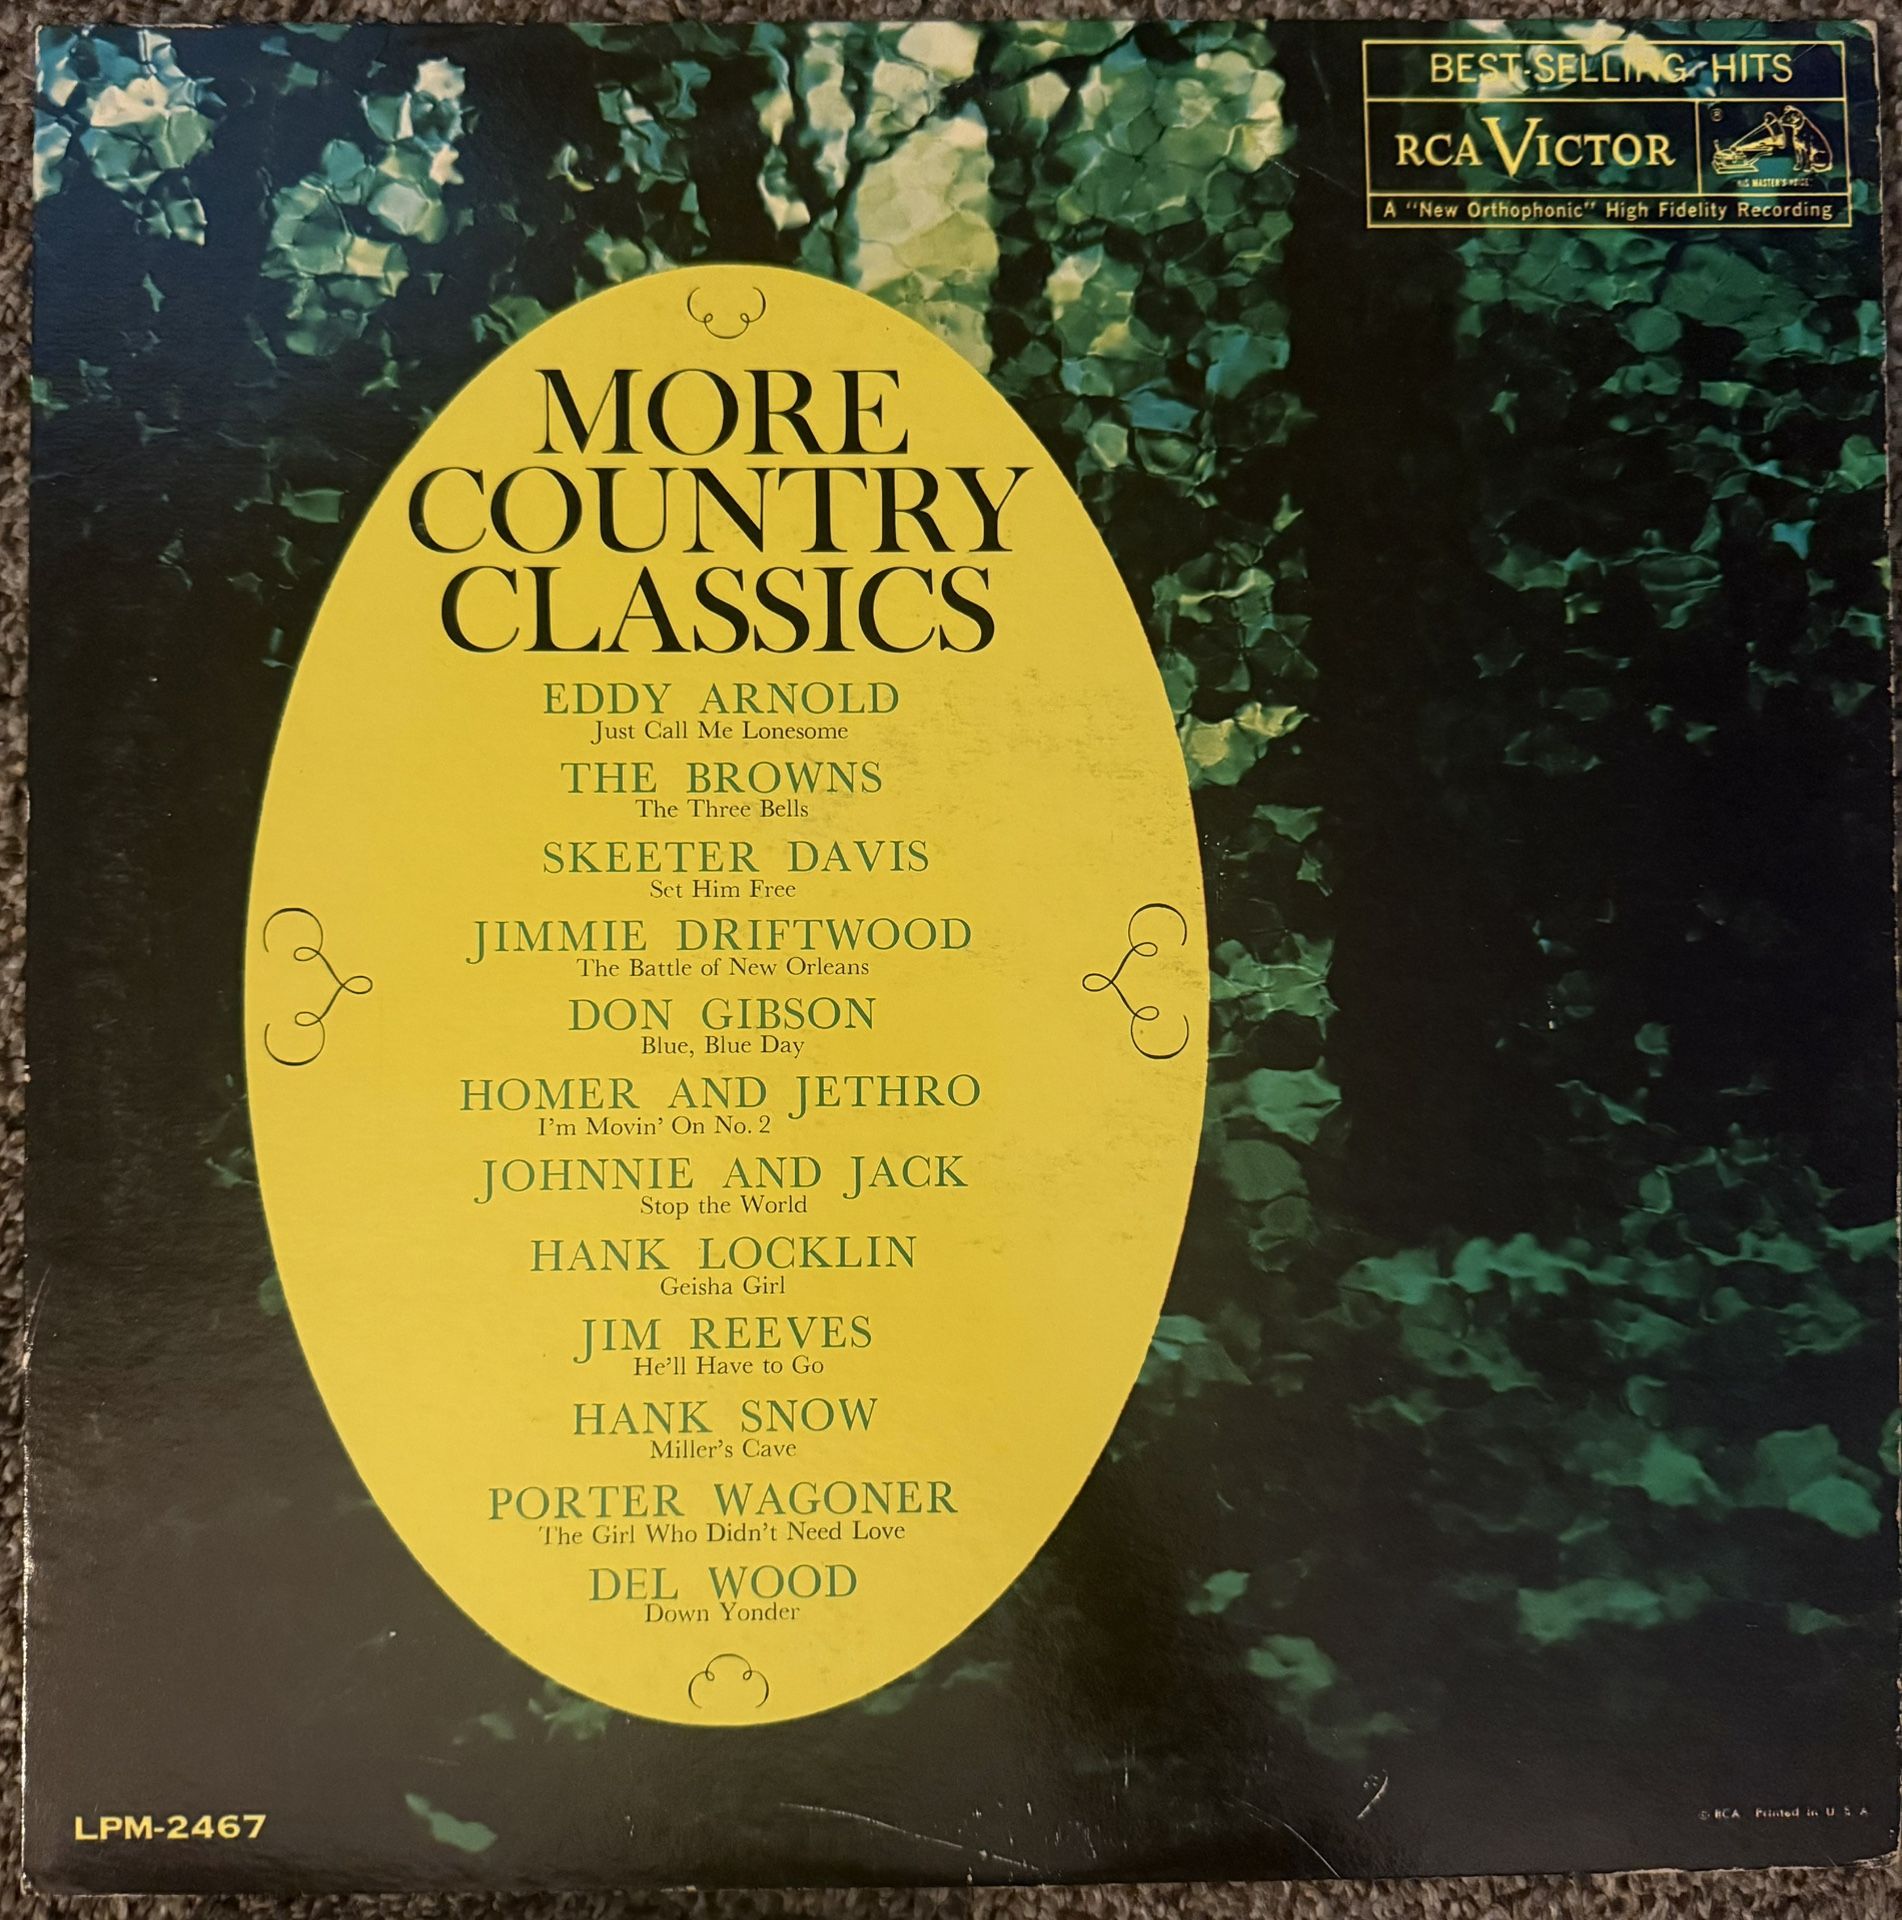 BEST-SELLING HITS
RCA VICTOR
®
"HIS MASTER'S VOICE"
A "New Orthophonic" High Fidelity Recording
MORE
COUNTRY
CLASSICS
EDDY ARNOLD
Just Call Me Lonesome
THE BROWNS
The Three Bells
SKEETER DAVIS
Set Him Free
JIMMIE DRIFTWOOD
The Battle of New Orleans
DON GIBSON
Blue, Blue Day
HOMER AND JETHRO
I'm Movin' On No. 2
JOHNNIE AND JACK
Stop the World
HANK LOCKLIN
Geisha Girl
JIM REEVES
He'll Have to Go
HANK SNOW
Miller's Cave
PORTER WAGONER
The Girl Who Didn't Need Love
DEL WOOD
Down Yonder
LPM-2467
© RCA Printed in U S A